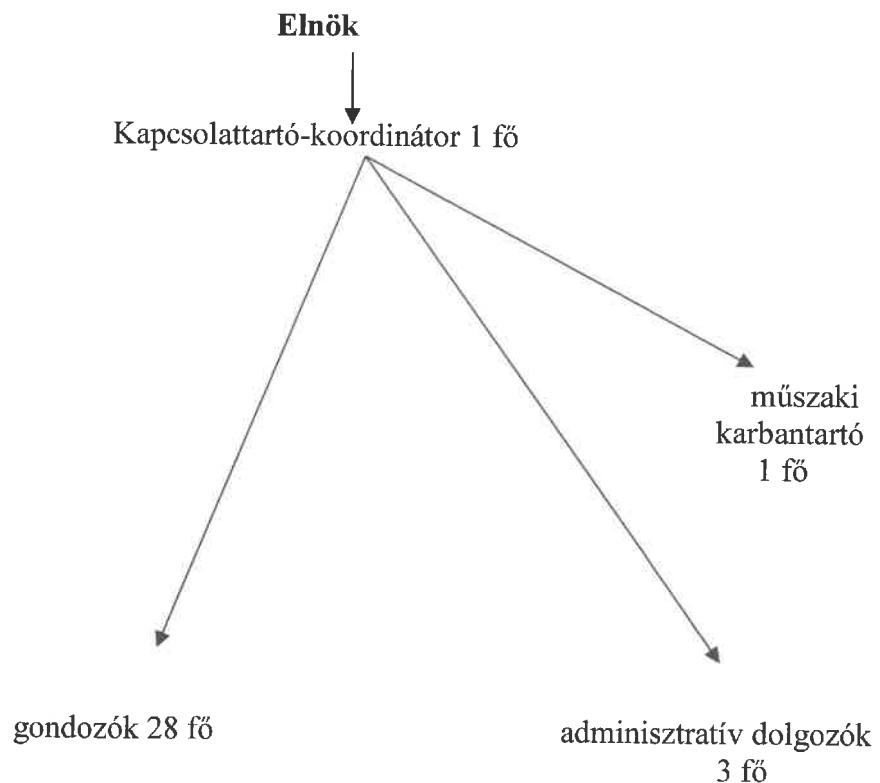 Elnök
Kapcsolattartó-koordinátor 1 fő
műszaki
karbantartó
1 fő
gondozók 28 fő
adminisztratív dolgozók
3 fő